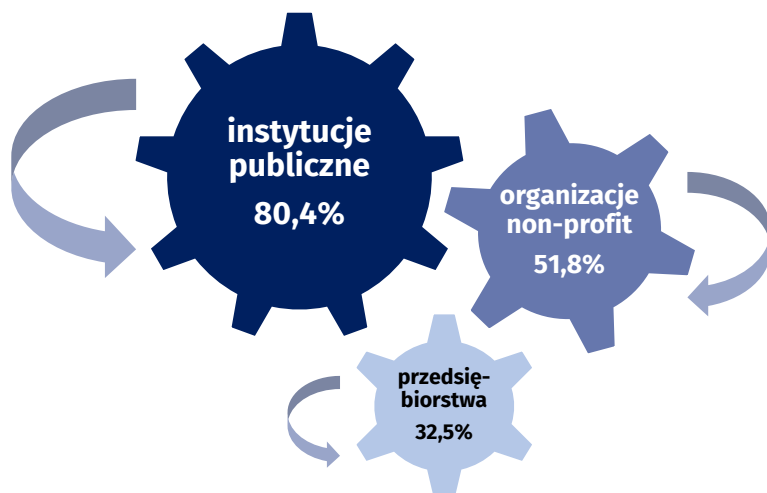 instytucje
publiczne
80,4%
organizacje
non-profit
51,8%
przedsię-
biorstwa
32,5%